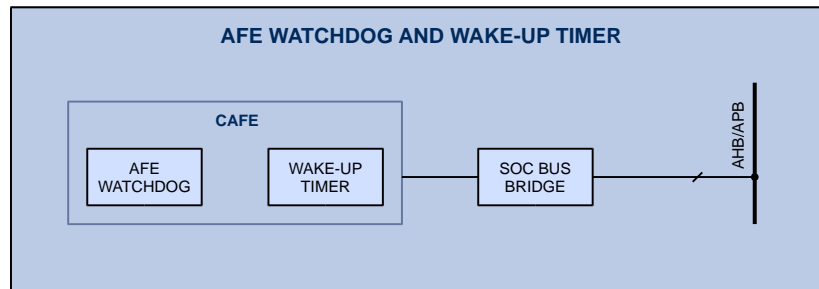 AFE WATCHDOG AND WAKE-UP TIMER
CAFE
AFE
WATCHDOG
WAKE-UP
TIMER
SOC BUS
BRIDGE
AHB/APB